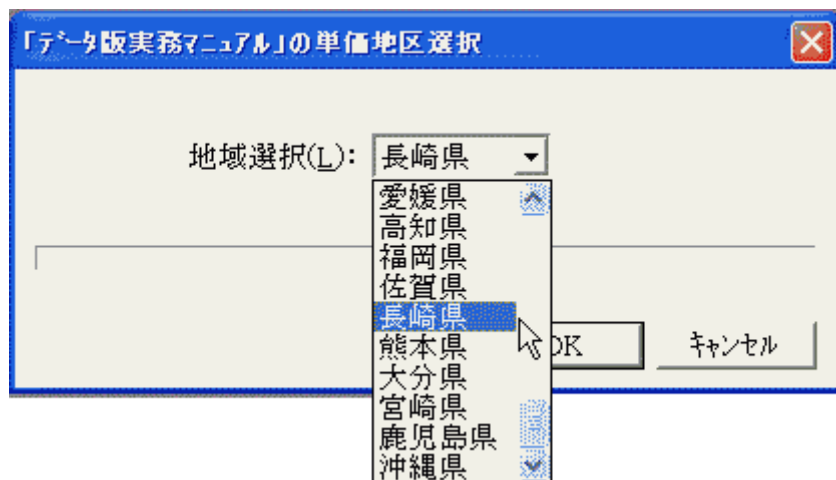 「ﾃﾞｰﾀ版実務ﾏﾆｭｱﾙ」の単価地区選択
地域選択(L): 長崎県
愛媛県
高知県
福岡県
佐賀県
長崎県
熊本県
大分県
宮崎県
鹿児島県
沖縄県
OK
ｷｬﾝｾﾙ